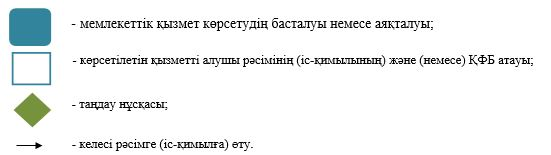 - мемлекеттік қызмет көрсетудің басталуы немесе аяқталуы;
- көрсетілетін қызметті алушы рәсімінің (іс-қимылының) және (немесе) ҚФБ атауы;
- таңдау нұсқасы;
- келесі рәсімге (іс-қимылға) өту.